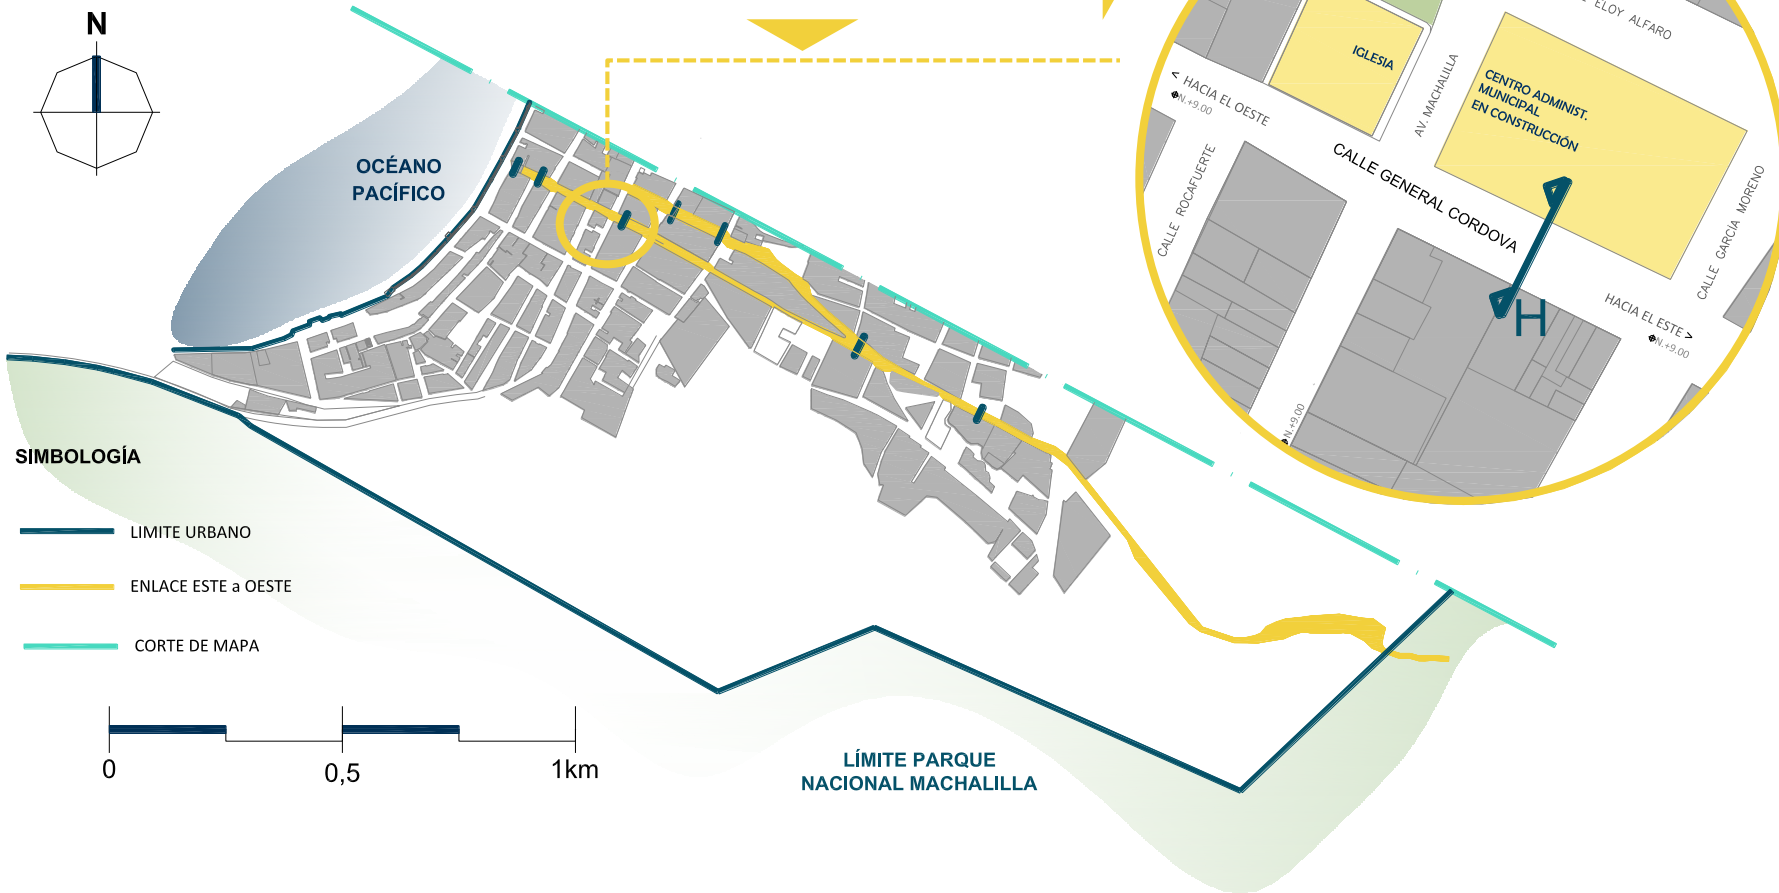 N
OCÉANO
PACÍFICO
ELOY ALFARO
IGLESIA
AV. MACHALILLA
CENTRO ADMINIST.
MUNICIPAL
EN CONSTRUCCIÓN
< HACIA EL OESTE
N.+9.00
CALLE ROCAFUERTE
CALLE GENERAL CORDOVA
CALLE GARCIA MORENO
H
HACIA EL ESTE >
N.+9.00
N.+9.00
SIMBOLOGÍA
LIMITE URBANO
ENLACE ESTE a OESTE
CORTE DE MAPA
0
0,5
1km
LÍMITE PARQUE
NACIONAL MACHALILLA